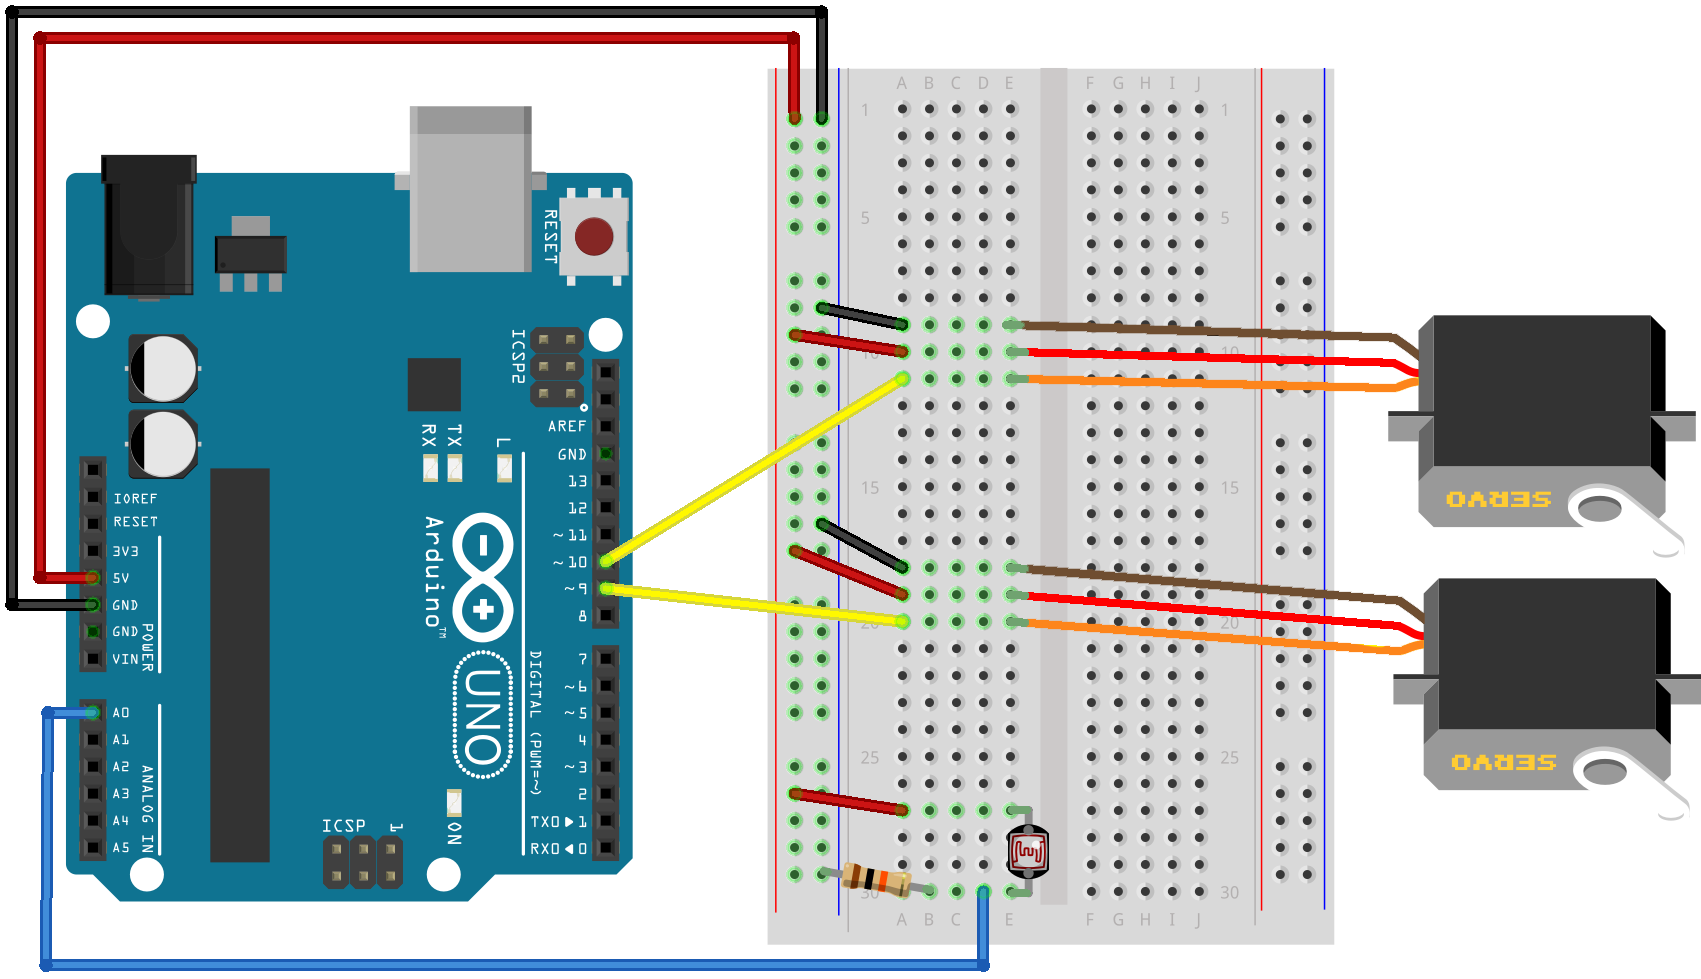 A B C D E F G H I J
1 1
5 5
10 10
15 15
20 20
25 25
30 30
A B C D E F G H I J
RESET
ICSP2
AREF
GND
13
12
~11
~10
~9
8
7
~6
~5
4
~3
2
TX0▶1
RX0◀0
RX
TX
L
IOREF
RESET
3V3
5V
GND
GND
VIN
POWER
A0
A1
A2
A3
A4
A5
ANALOG IN
Arduino™
UNO
DIGITAL (PWM=~)
ICSP
1
ON
SERVO
SERVO